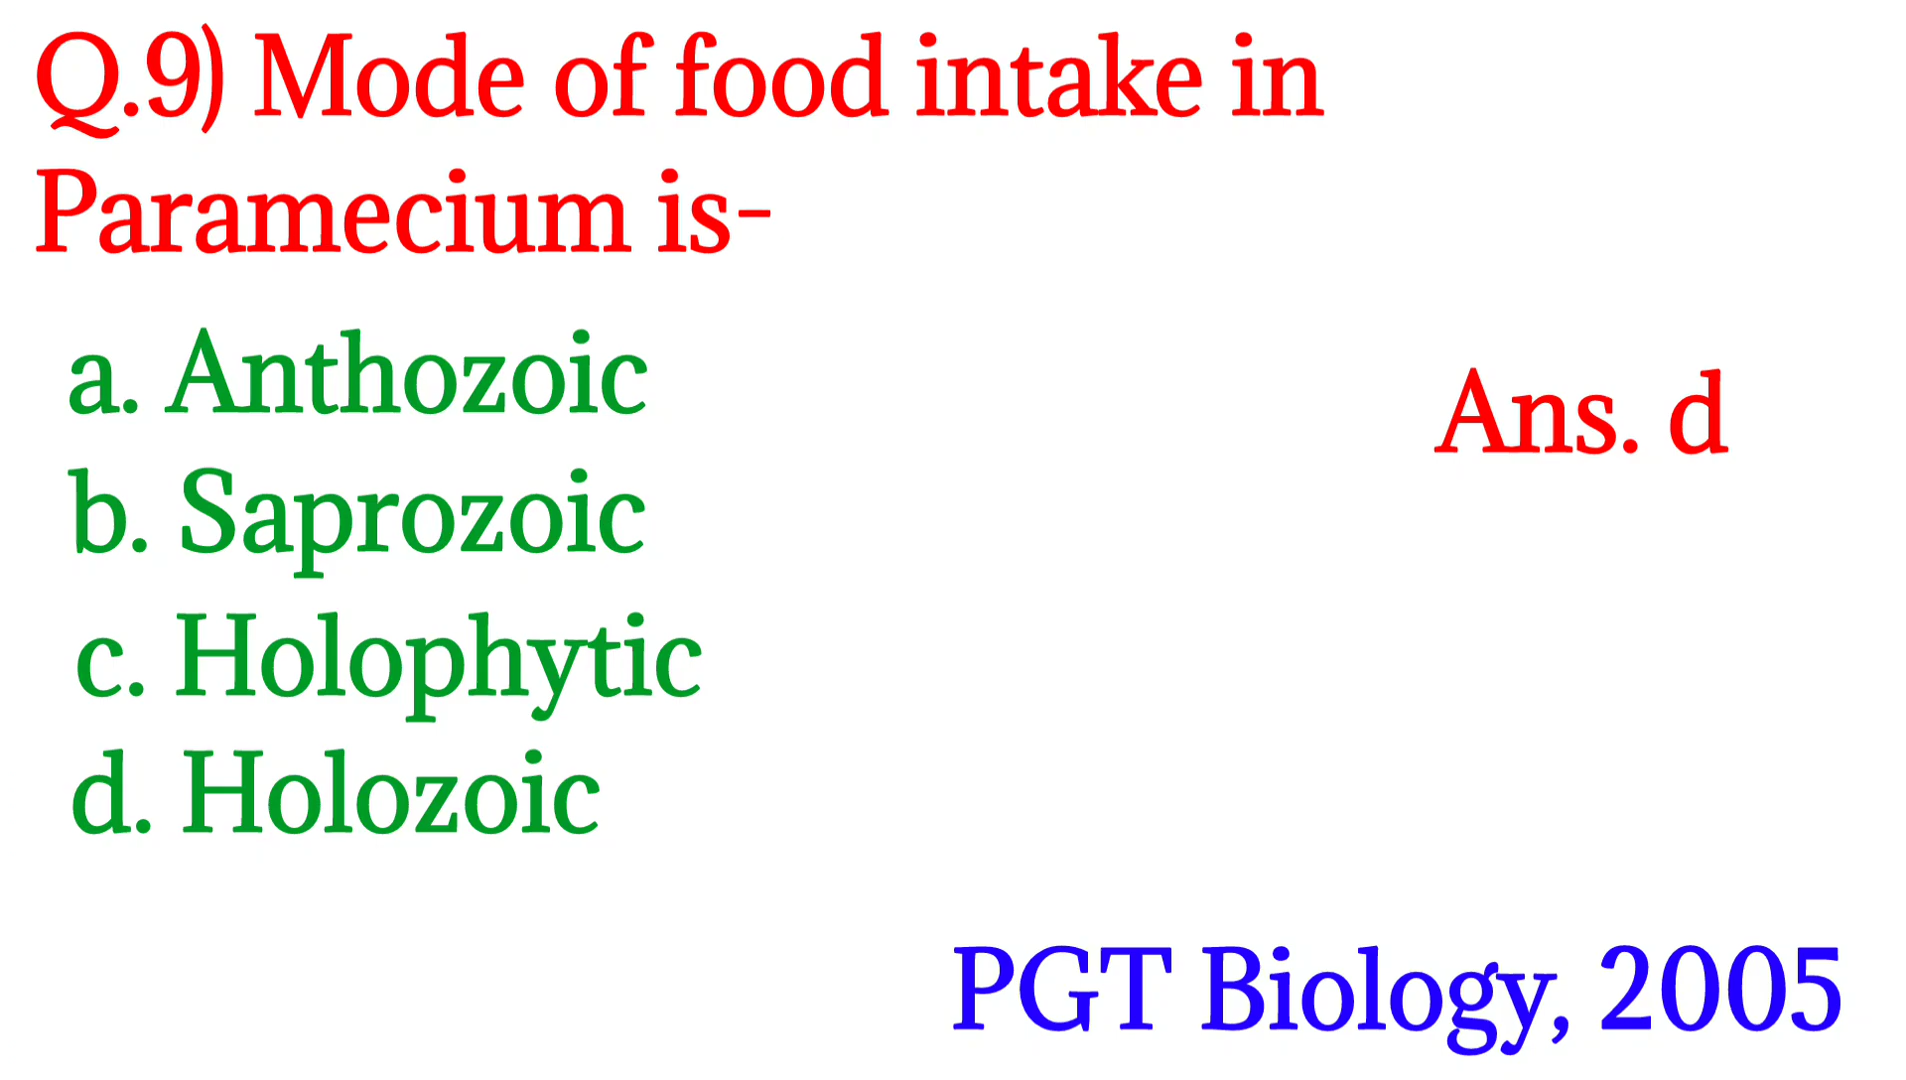 Q.9) Mode of food intake in
Paramecium is-
a. Anthozoic
Ans. d
b. Saprozoic
c. Holophytic
d. Holozoic
PGT Biology, 2005